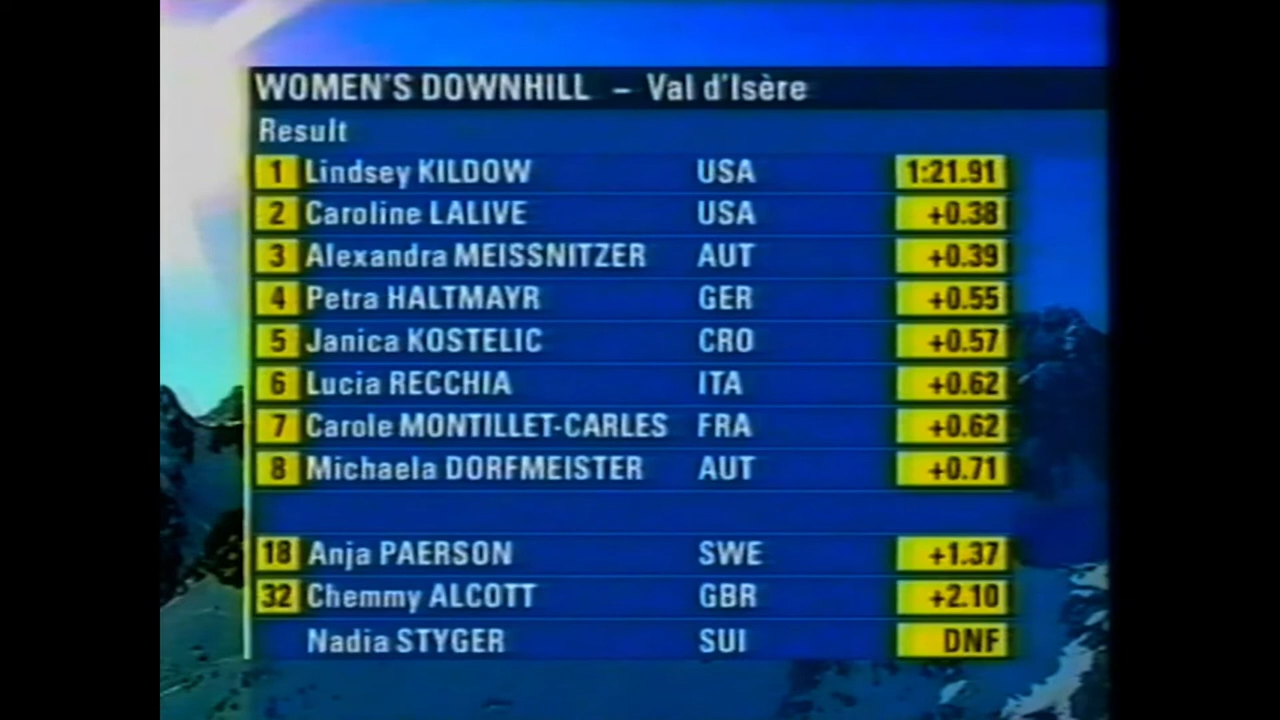 WOMEN'S DOWNHILL – Val d'Isère
Result
1 Lindsey KILDOW USA 1:21.91
2 Caroline LALIVE USA +0.38
3 Alexandra MEISSNITZER AUT +0.39
4 Petra HALTMAYR GER +0.55
5 Janica KOSTELIC CRO +0.57
6 Lucia RECCHIA ITA +0.62
7 Carole MONTILLET-CARLES FRA +0.62
8 Michaela DORFMEISTER AUT +0.71
18 Anja PAERSON SWE +1.37
32 Chemmy ALCOTT GBR +2.10
Nadia STYGER SUI DNF